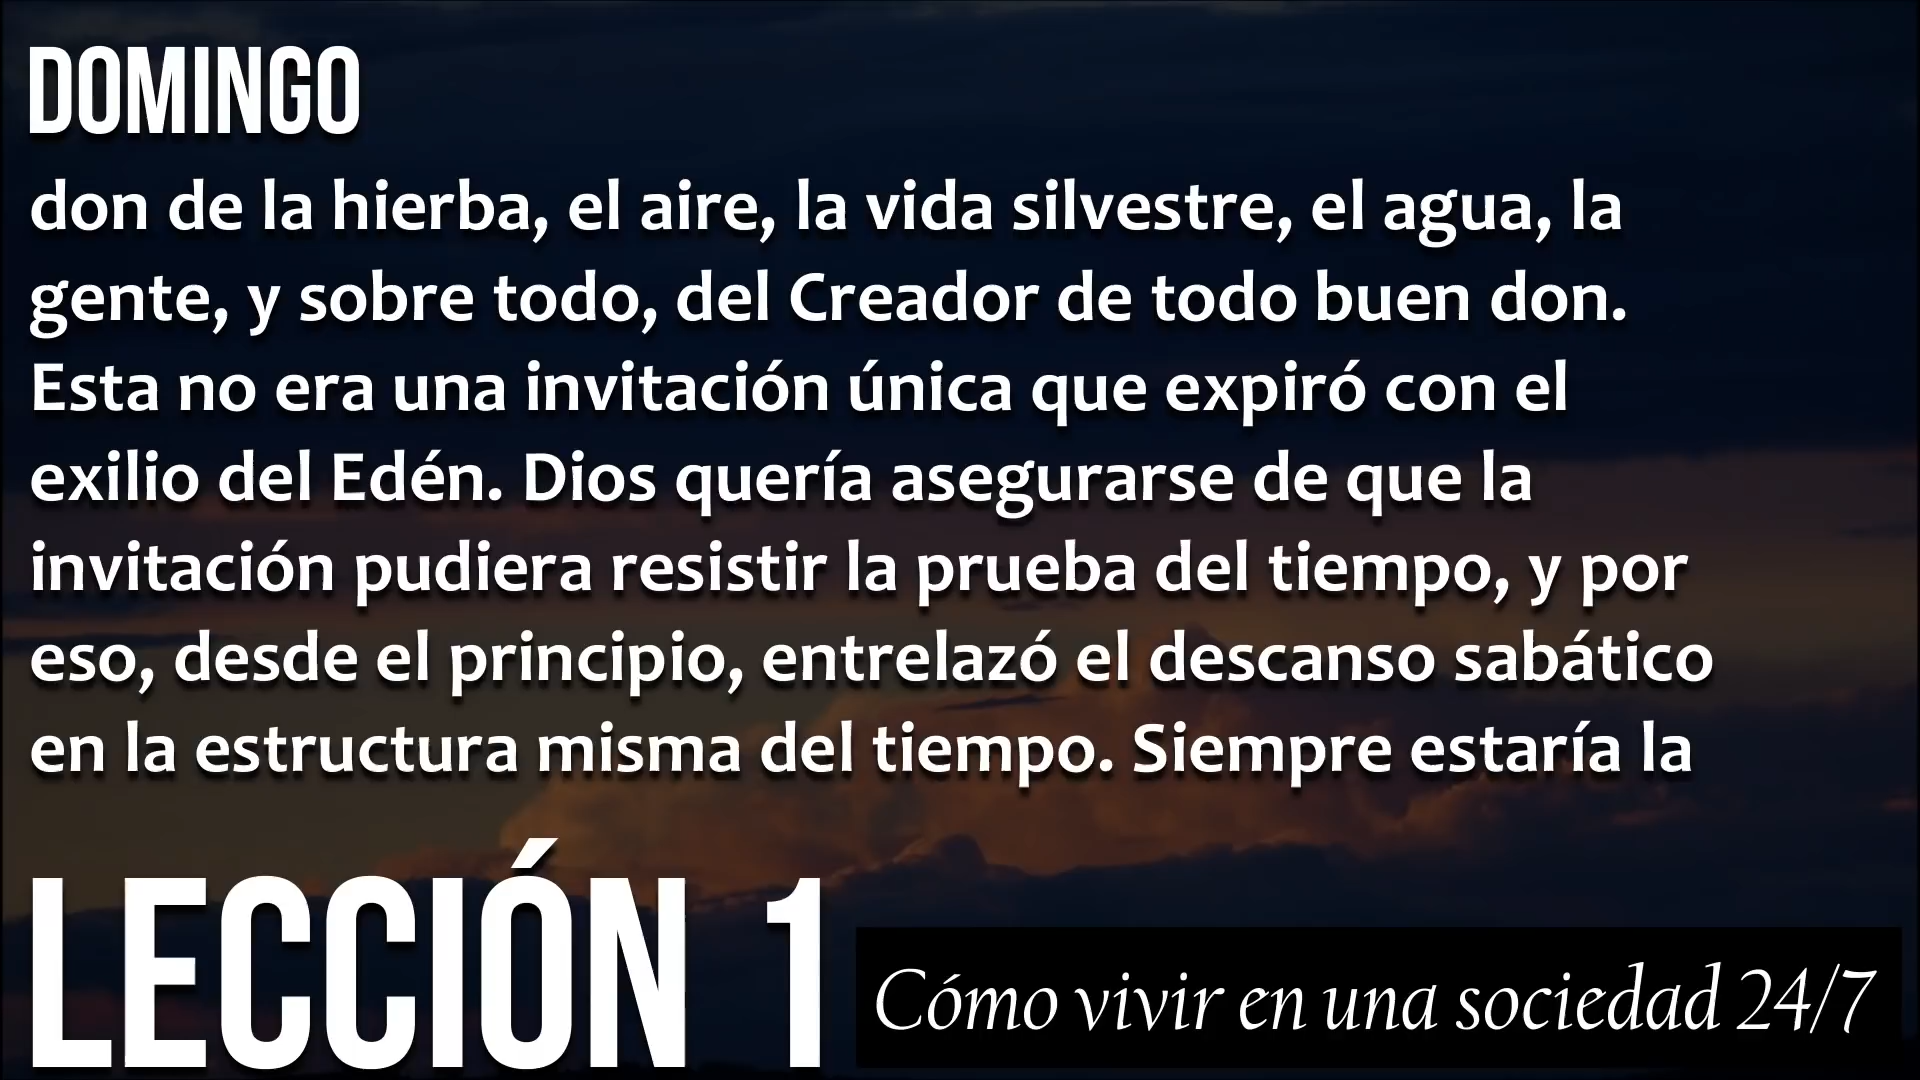 DOMINGO
don de la hierba, el aire, la vida silvestre, el agua, la
gente, y sobre todo, del Creador de todo buen don.
Esta no era una invitación única que expiró con el
exilio del Edén. Dios quería asegurarse de que la
invitación pudiera resistir la prueba del tiempo, y por
eso, desde el principio, entrelazó el descanso sabático
en la estructura misma del tiempo. Siempre estaría la
LECCIÓN 1
Cómo vivir en una sociedad 24/7